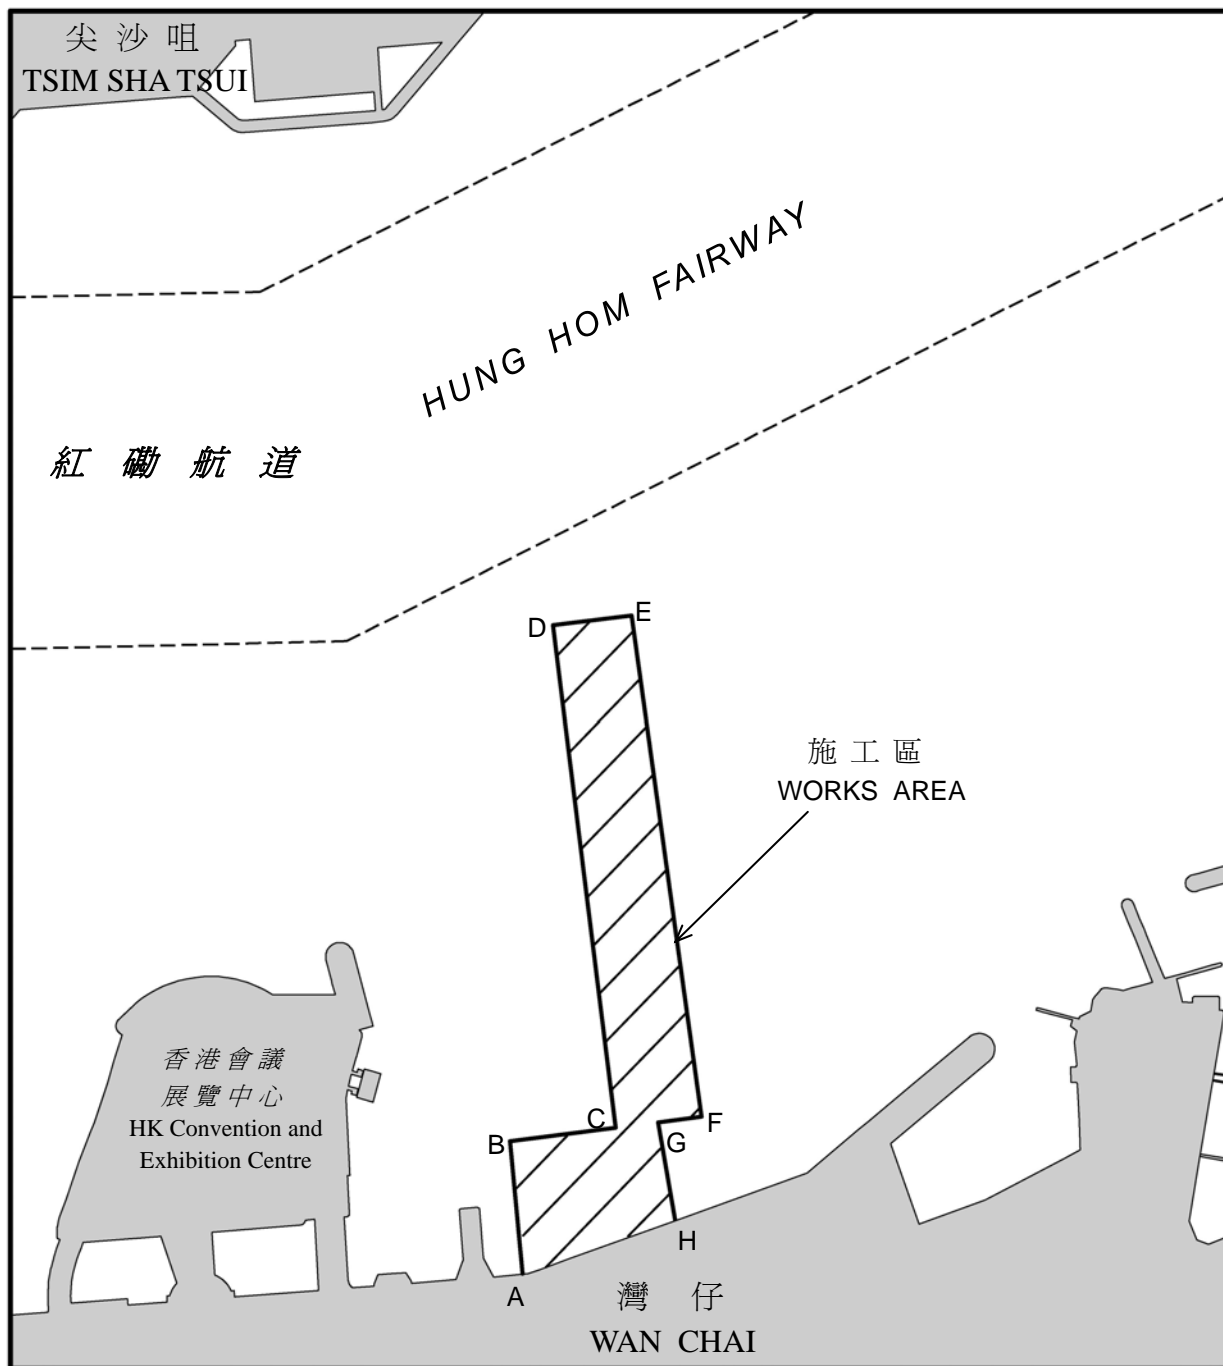 尖沙咀
TSIM SHA TSUI
HUNG HOM FAIRWAY
紅磡航道
D
E
施工區
WORKS AREA
香港會議
展覽中心
HK Convention and
Exhibition Centre
B
C
G
F
A
H
灣仔
WAN CHAI